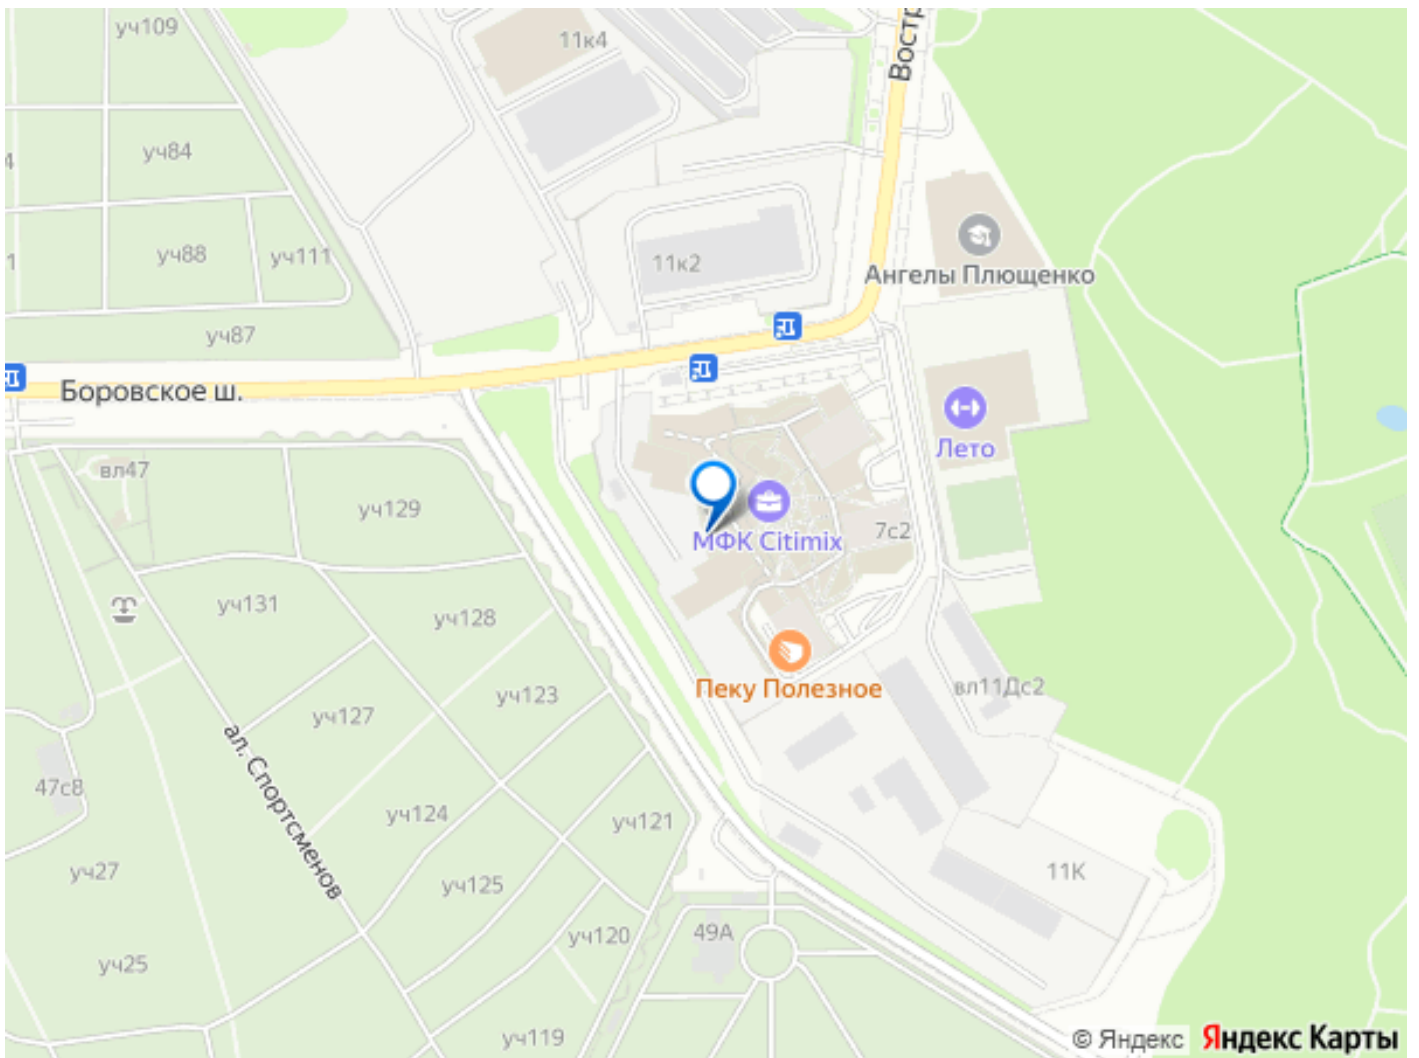 уч109
11к4
Востр
уч84
4
уч88
уч111
1
11к2
Ангелы Плющенко
уч87
Боровское ш.
Лето
вл47
уч129
7с2
МФК Citimix
уч131
уч128
Пеку Полезное
вл11Дс2
уч123
уч127
ал. Спортсменов
47с8
уч124
уч121
уч27
уч125
11К
уч120
49А
уч25
уч119
© Яндекс Яндекс Карты